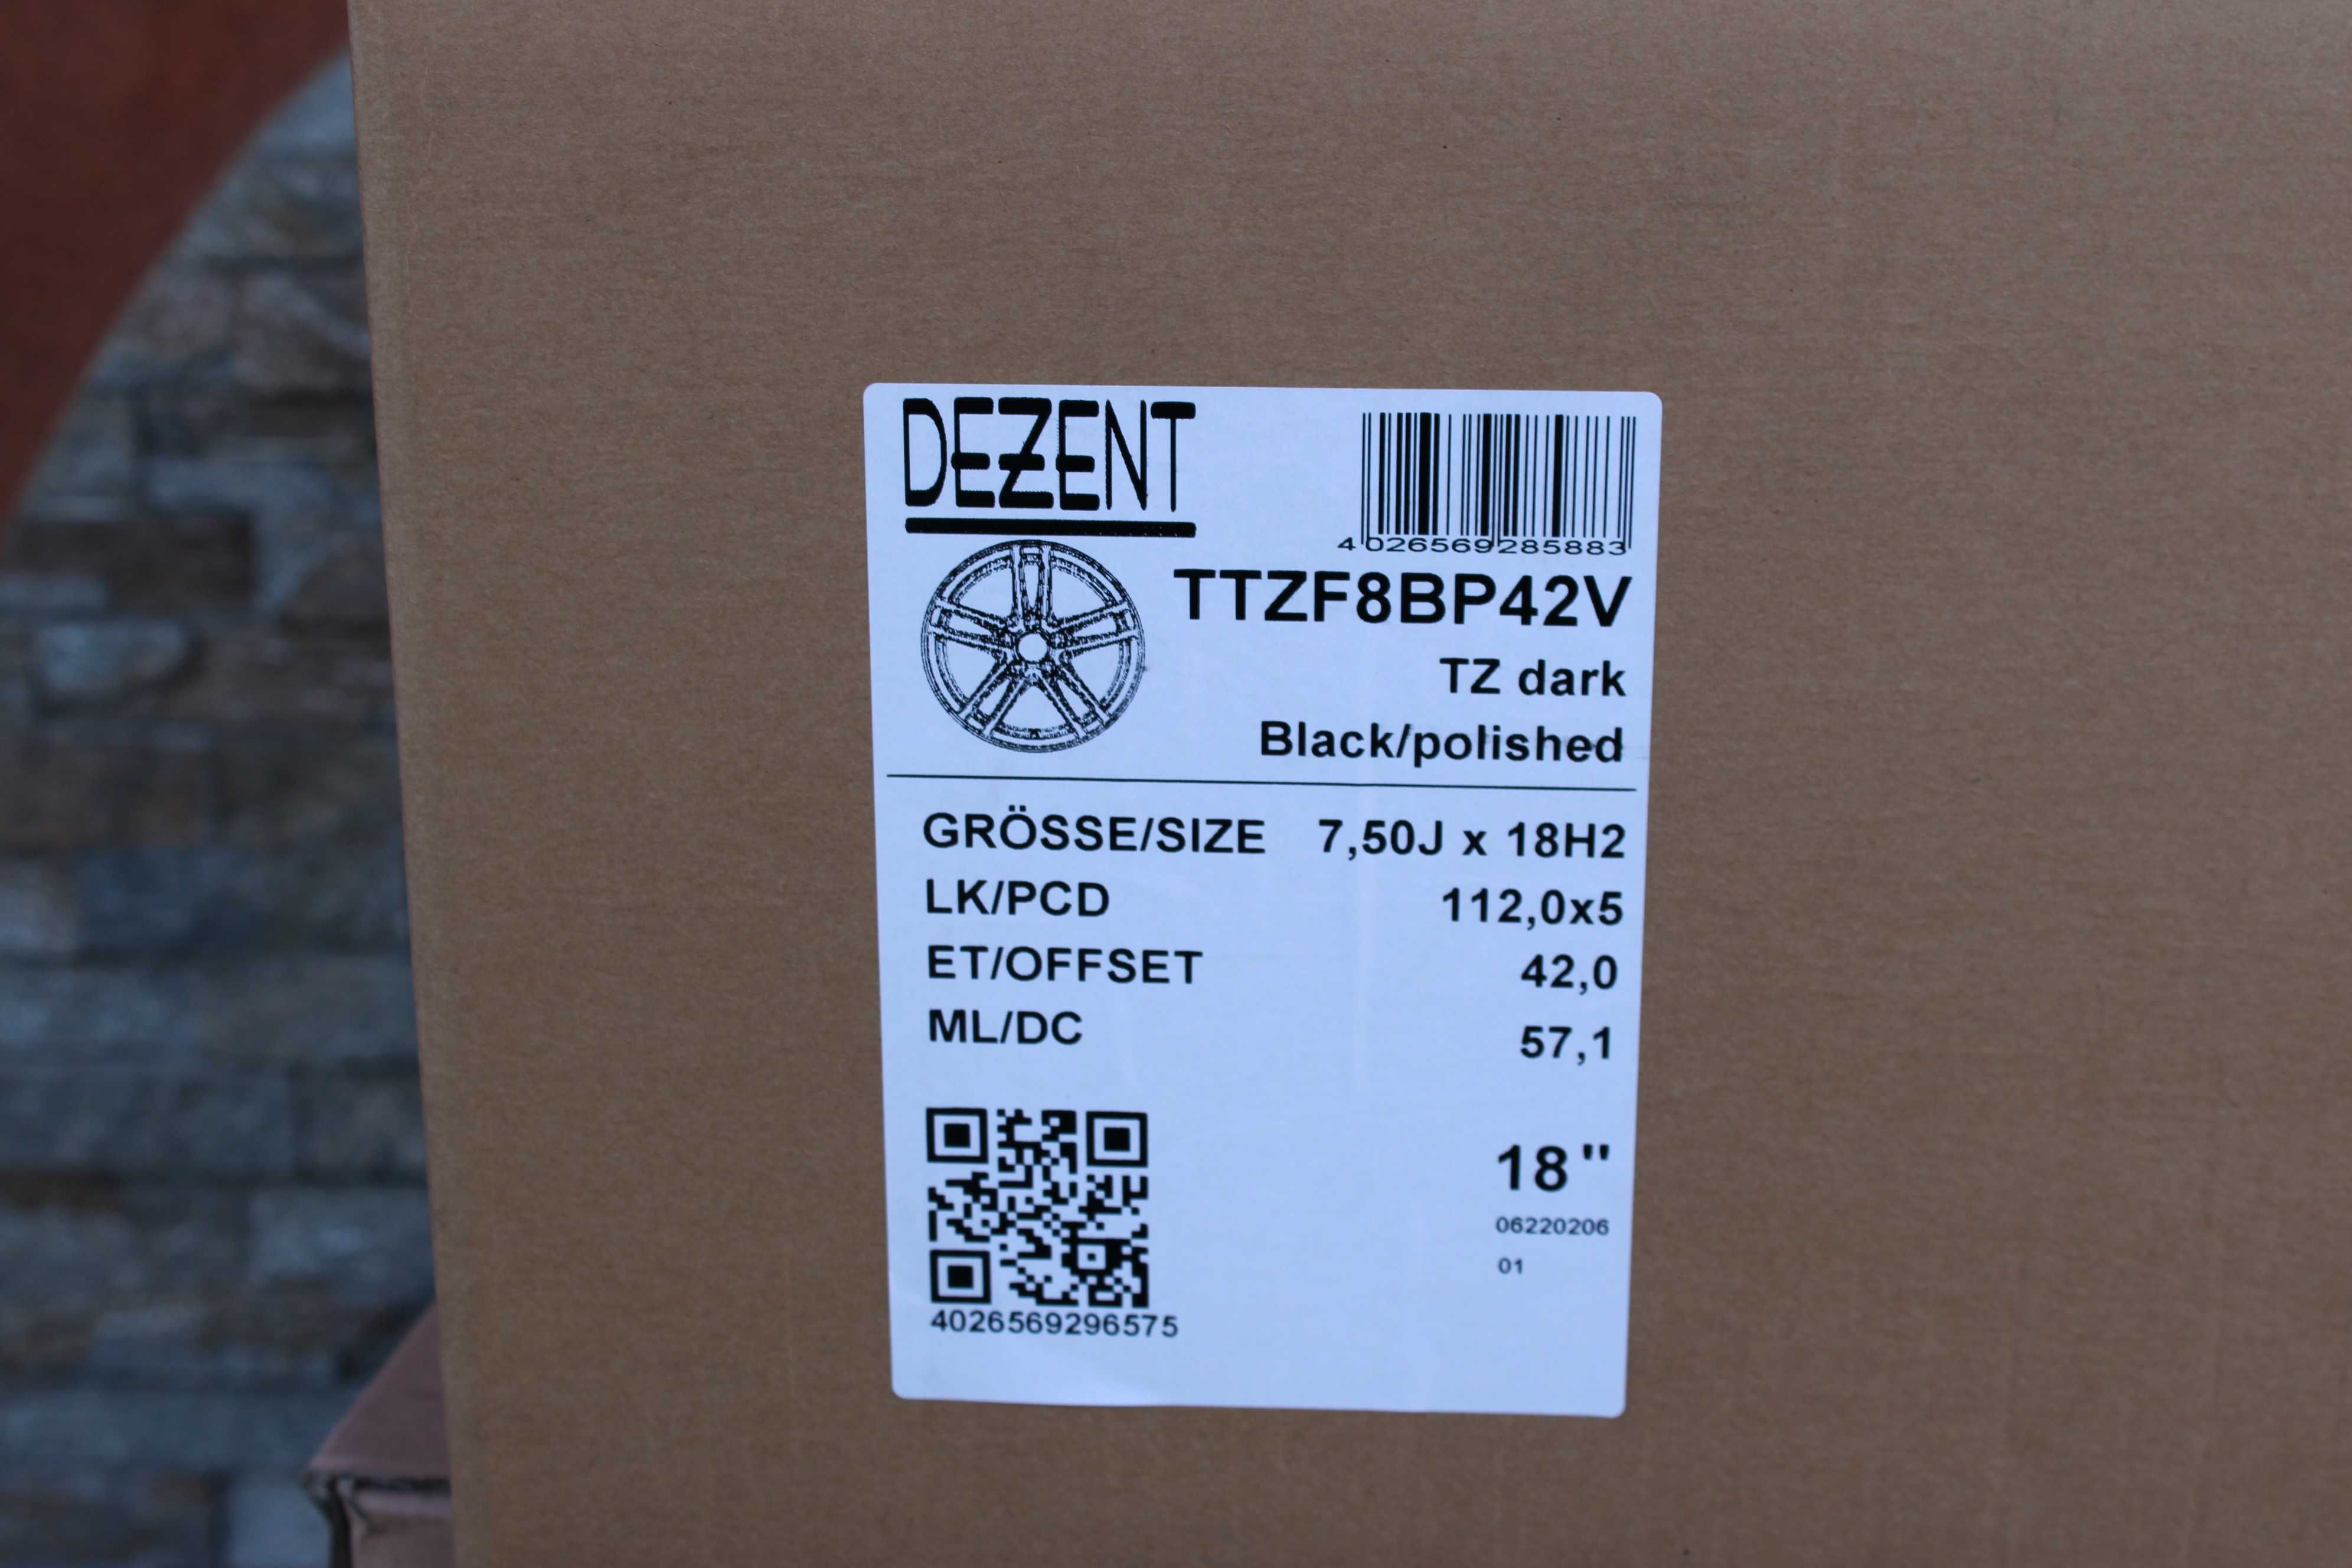 DEZENT
4026569285883
TTZF8BP42V
TZ dark
Black/polished
GRÖSSE/SIZE 7,50J x 18H2
LK/PCD 112,0x5
ET/OFFSET 42,0
ML/DC 57,1
18"
06220206
01
4026569296575